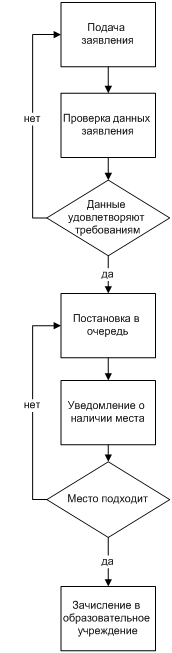 Подача
заявления
нет
Проверка данных
заявления
Данные
удовлетворяют
требованиям
да
Постановка в
очередь
нет
Уведомление о
наличии места
Место подходит
да
Зачисление в
образовательное
учреждение